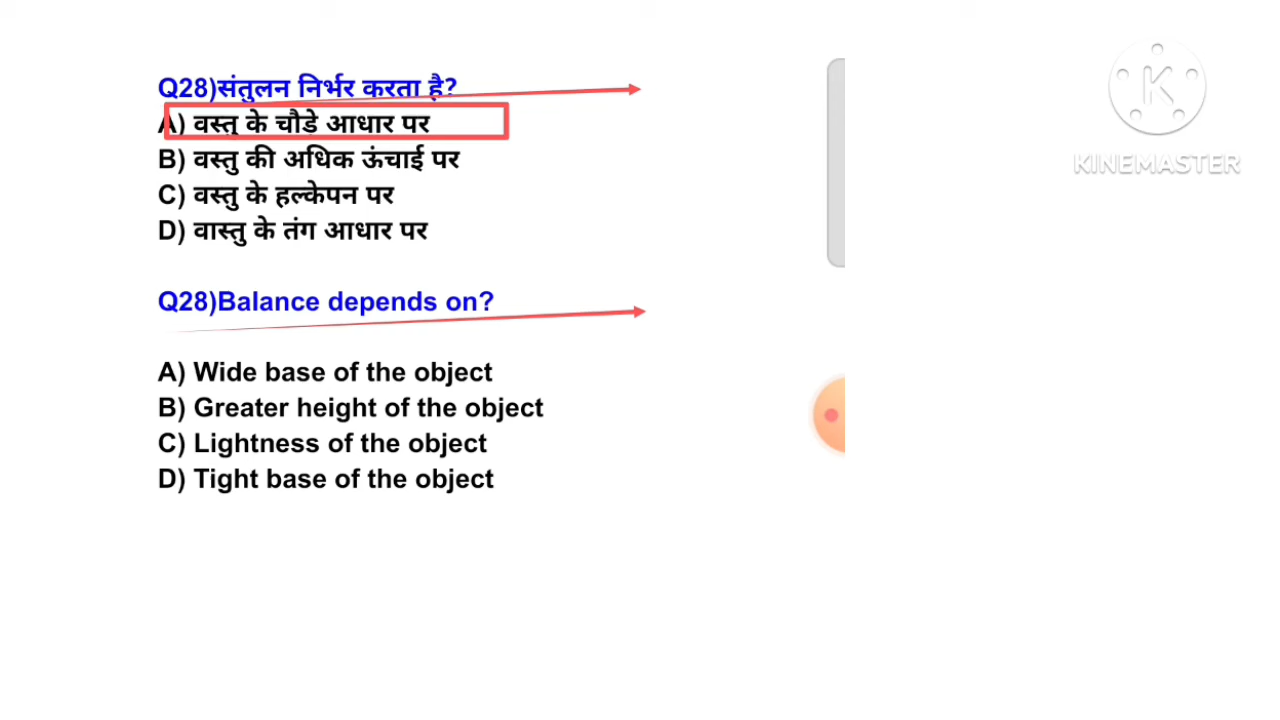 Q28)संतुलन निर्भर करता है?
A) वस्तु के चौड़े आधार पर
B) वस्तु की अधिक ऊंचाई पर
C) वस्तु के हल्केपन पर
D) वास्तु के तंग आधार पर
Q28)Balance depends on?
A) Wide base of the object
B) Greater height of the object
C) Lightness of the object
D) Tight base of the object
K
KINEMASTER